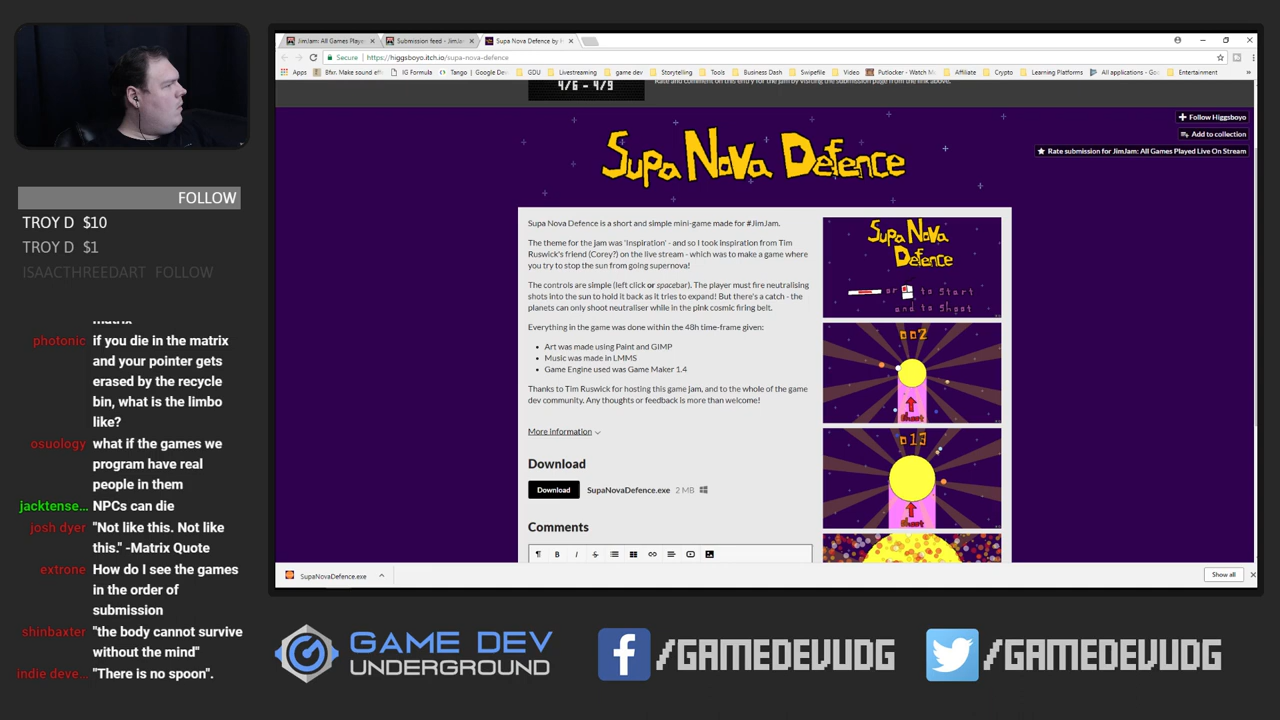 JimJam: All Games Playe
Submission feed - JimJa
Supa Nova Defence by
Secure
https://higgsboyo.itch.io/supa-nova-defence
Apps
Bfxr. Make sound eff
IG Formula
Tango | Google Dev
GDU
Livestreaming
game dev
Storytelling
Tools
Business Dash
Swipefile
Video
Putlocker - Watch M
Affiliate
Crypto
Learning Platforms
All applications - Go
Entertainment
4/6 - 4/9
Rate and comment on this entry for the jam by visiting the submission page from the link above.
Follow Higgsboyo
Add to collection
Rate submission for JimJam: All Games Played Live On Stream
Supa Nova Defence
Supa Nova Defence is a short and simple mini-game made for #JimJam.
The theme for the jam was 'Inspiration' - and so I took inspiration from Tim
Ruswick's friend (Corey?) on the live stream - which was to make a game where
you try to stop the sun from going supernova!
The controls are simple (left click or spacebar). The player must fire neutralising
shots into the sun to hold it back as it tries to expand! But there's a catch - the
planets can only shoot neutraliser while in the pink cosmic firing belt.
Everything in the game was done within the 48h time-frame given:
Art was made using Paint and GIMP
Music was made in LMMS
Game Engine used was Game Maker 1.4
Thanks to Tim Ruswick for hosting this game jam, and to the whole of the game
dev community. Any thoughts or feedback is more than welcome!
More information
Download
Download SupaNovaDefence.exe 2 MB
Comments
Supa Nova
Defence
or to Start
and to Shoot
002
Shoot
013
Shoot
SupaNovaDefence.exe
Show all
FOLLOW
TROY D $10
TROY D $1
ISAACTHREEDART FOLLOW
matrix
photonic if you die in the matrix
and your pointer gets
erased by the recycle
bin, what is the limbo
like?
osuology what if the games we
program have real
people in them
jacktense... NPCs can die
josh dyer "Not like this. Not like
this." -Matrix Quote
extrone How do I see the games
in the order of
submission
shinbaxter "the body cannot survive
without the mind"
indie deve... "There is no spoon".
GAME DEV
UNDERGROUND
/GAMEDEVUDG
/GAMEDEVUDG